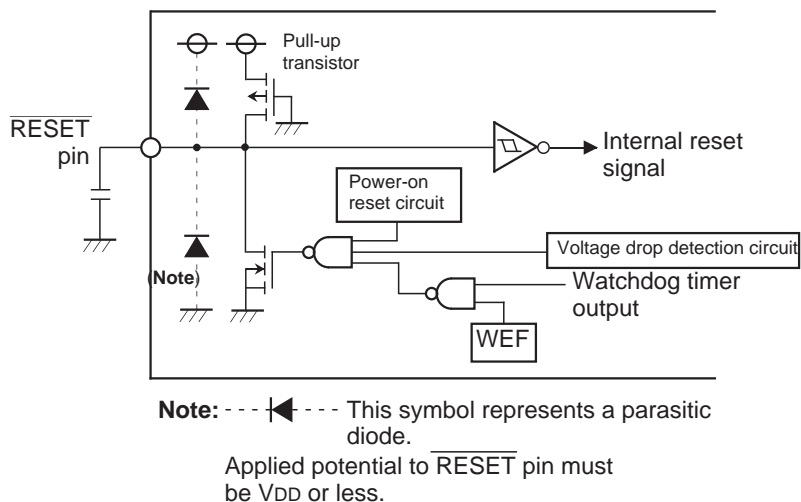 Pull-up
transistor
RESET
pin
Internal reset
signal
Power-on
reset circuit
Voltage drop detection circuit
(Note)
Watchdog timer
output
WEF
Note: This symbol represents a parasitic
diode.
Applied potential to RESET pin must
be VDD or less.